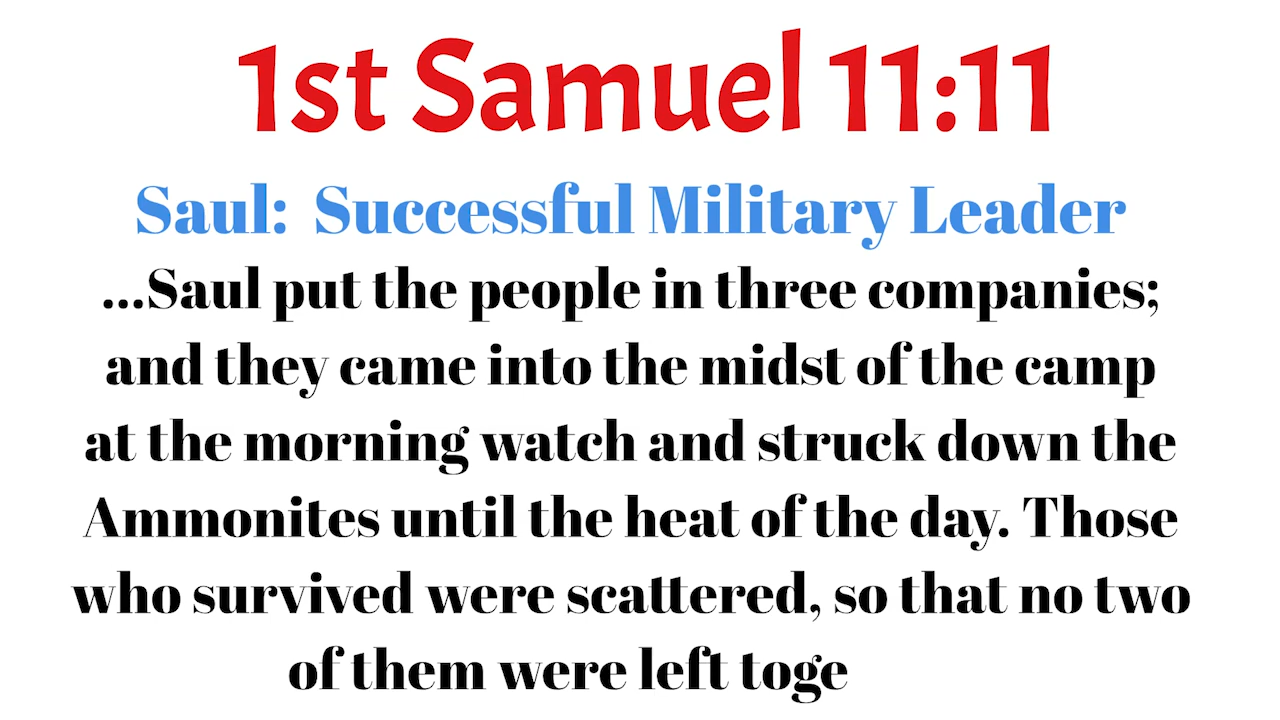 1st Samuel 11:11
Saul: Successful Military Leader
...Saul put the people in three companies;
and they came into the midst of the camp
at the morning watch and struck down the
Ammonites until the heat of the day. Those
who survived were scattered, so that no two
of them were left toge